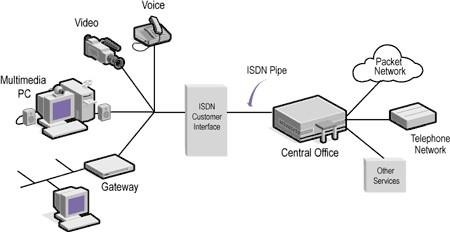 Voice
Video
Multimedia
PC
Gateway
ISDN
Customer
Interface
ISDN Pipe
Central Office
Packet
Network
Telephone
Network
Other
Services